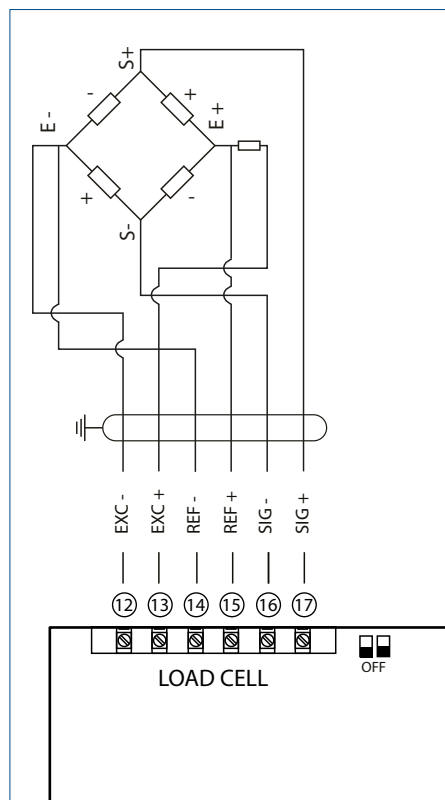 S+
-
+
E -
E +
+
-
S-
EXC -
EXC +
REF -
REF +
SIG -
SIG +
12
13
14
15
16
17
LOAD CELL
OFF